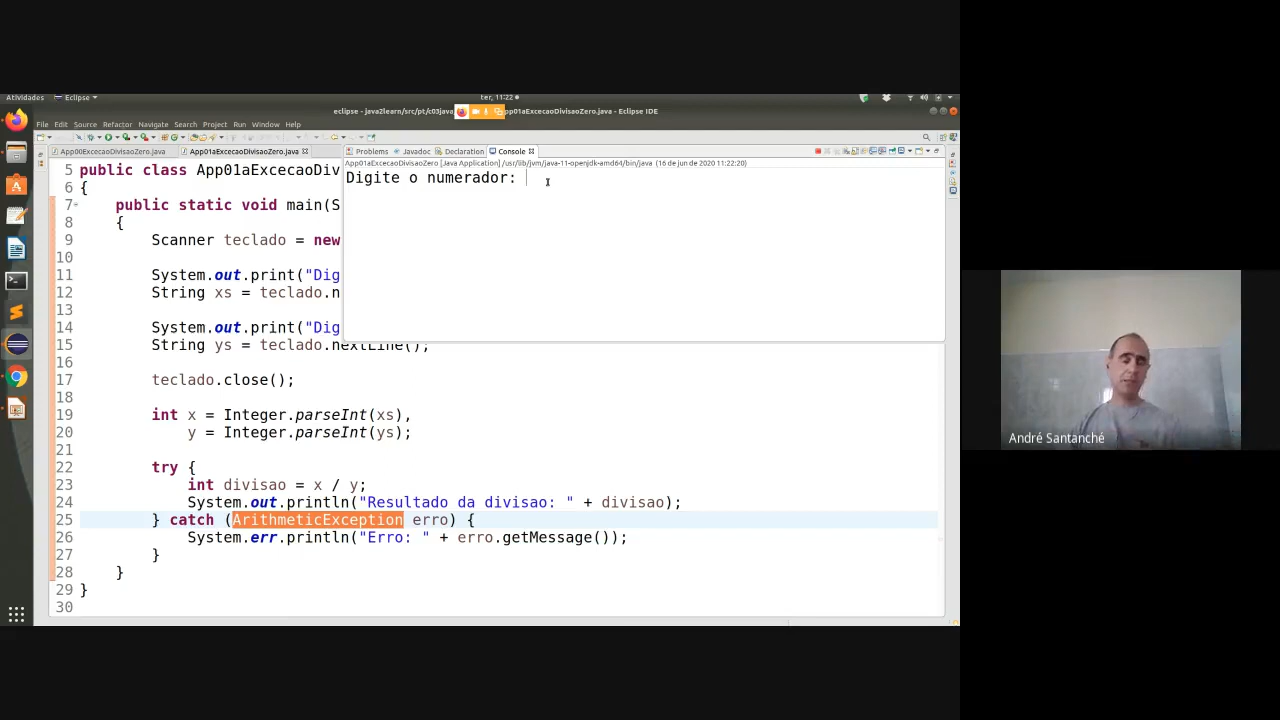 Atividades
Eclipse
ter, 11:22
eclipse - java2learn/src/pt/c03java
pp01aExcecaoDivisaoZero.java - Eclipse IDE
File Edit Source Refactor Navigate Search Project Run Window Help
App00ExcecaoDivisaoZero.java
App01aExcecaoDivisaoZero.java
Problems Javadoc Declaration Console
App01aExcecaoDivisaoZero [Java Application] /usr/lib/jvm/java-11-openjdk-amd64/bin/java (16 de jun de 2020 11:22:20)
Digite o numerador:
5 public class App01aExcecaoDiv
6 {
7 public static void main(S
8 {
9 Scanner teclado = new
10
11 System.out.print("Dig
12 String xs = teclado.n
13
14 System.out.print("Dig
15 String ys = teclado.nextLine();
16
17 teclado.close();
18
19 int x = Integer.parseInt(xs),
20 y = Integer.parseInt(ys);
21
22 try {
23 int divisao = x / y;
24 System.out.println("Resultado da divisao: " + divisao);
25 } catch (ArithmeticException erro) {
26 System.err.println("Erro: " + erro.getMessage());
27 }
28 }
29 }
30
André Santanché